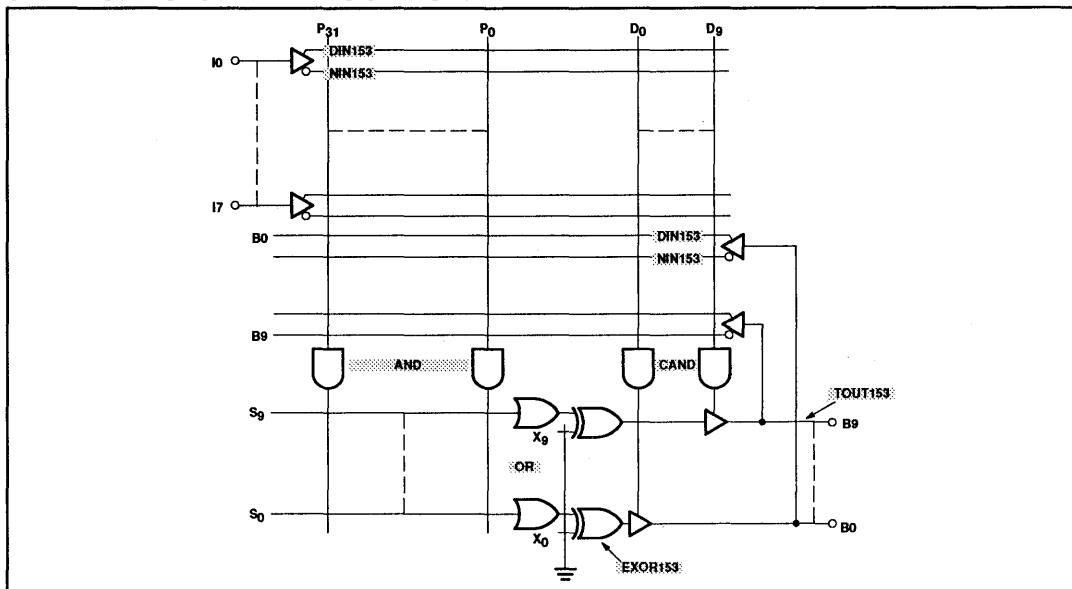 P31 P0 D0 D9
DIN153
I0
NIN153
I7
B0 DIN153
NIN153
B9
AND CAND
TOUT153
S9 B9
X9
OR
S0 B0
X0
EXOR153